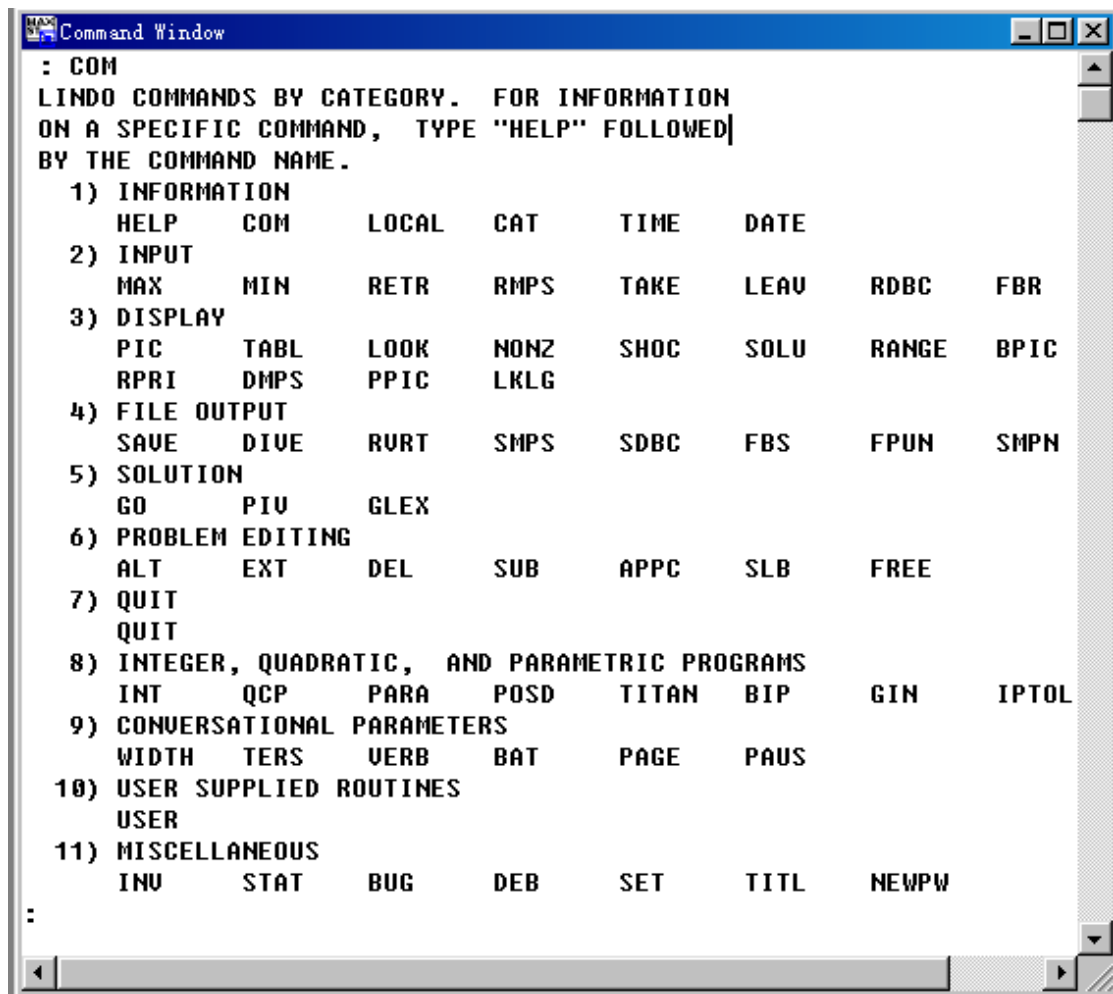 Command Window
: COM
LINDO COMMANDS BY CATEGORY. FOR INFORMATION
ON A SPECIFIC COMMAND, TYPE "HELP" FOLLOWED
BY THE COMMAND NAME.
1) INFORMATION
HELP COM LOCAL CAT TIME DATE
2) INPUT
MAX MIN RETR RMPS TAKE LEAV RDBC FBR
3) DISPLAY
PIC TABL LOOK NONZ SHOC SOLU RANGE BPIC
RPRI DMPS PPIC LKLG
4) FILE OUTPUT
SAVE DIVE RVRT SMPS SDBC FBS FPUN SMPN
5) SOLUTION
GO PIV GLEX
6) PROBLEM EDITING
ALT EXT DEL SUB APPC SLB FREE
7) QUIT
QUIT
8) INTEGER, QUADRATIC, AND PARAMETRIC PROGRAMS
INT QCP PARA POSD TITAN BIP GIN IPTOL
9) CONVERSATIONAL PARAMETERS
WIDTH TERS VERB BAT PAGE PAUS
10) USER SUPPLIED ROUTINES
USER
11) MISCELLANEOUS
INV STAT BUG DEB SET TITL NEWPW
: